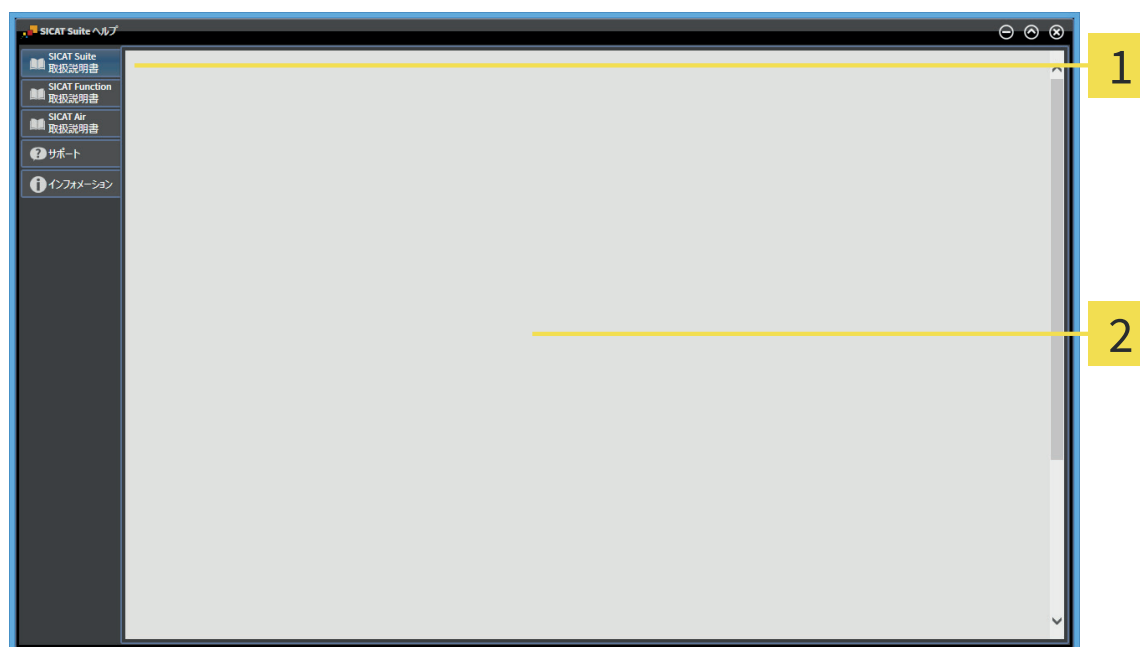 SICAT Suite ヘルプ
SICAT Suite
取扱説明書
SICAT Function
取扱説明書
SICAT Air
取扱説明書
サポート
インフォメーション
1
2